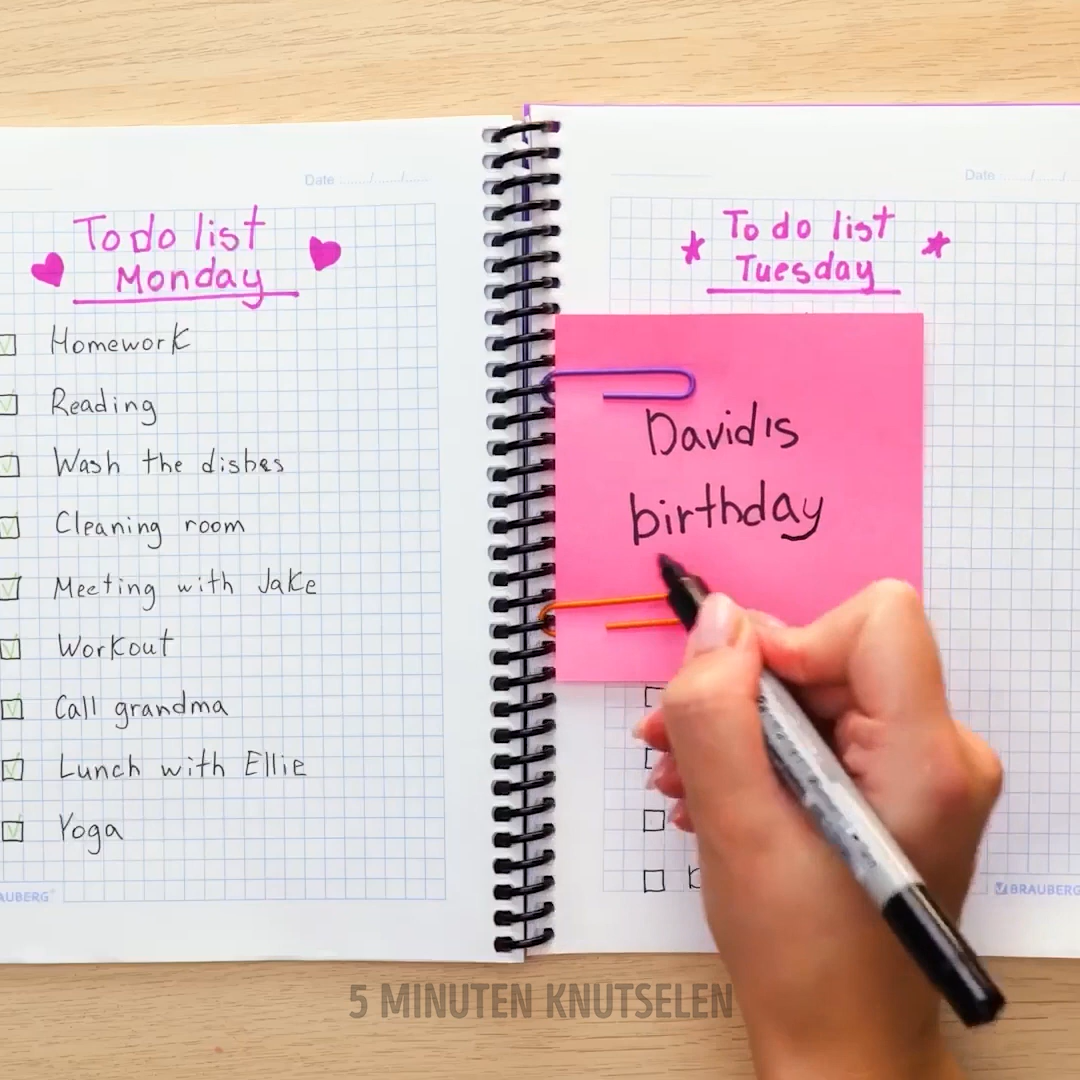 Date ......./......./.......
To do list
Monday
Homework
Reading
Wash the dishes
Cleaning room
Meeting with Jake
Workout
Call grandma
Lunch with Ellie
Yoga
AUBERG
Date ......./......./
To do list
Tuesday
David's
birthday
BRAUBERG
5 MINUTEN KNUTSELEN